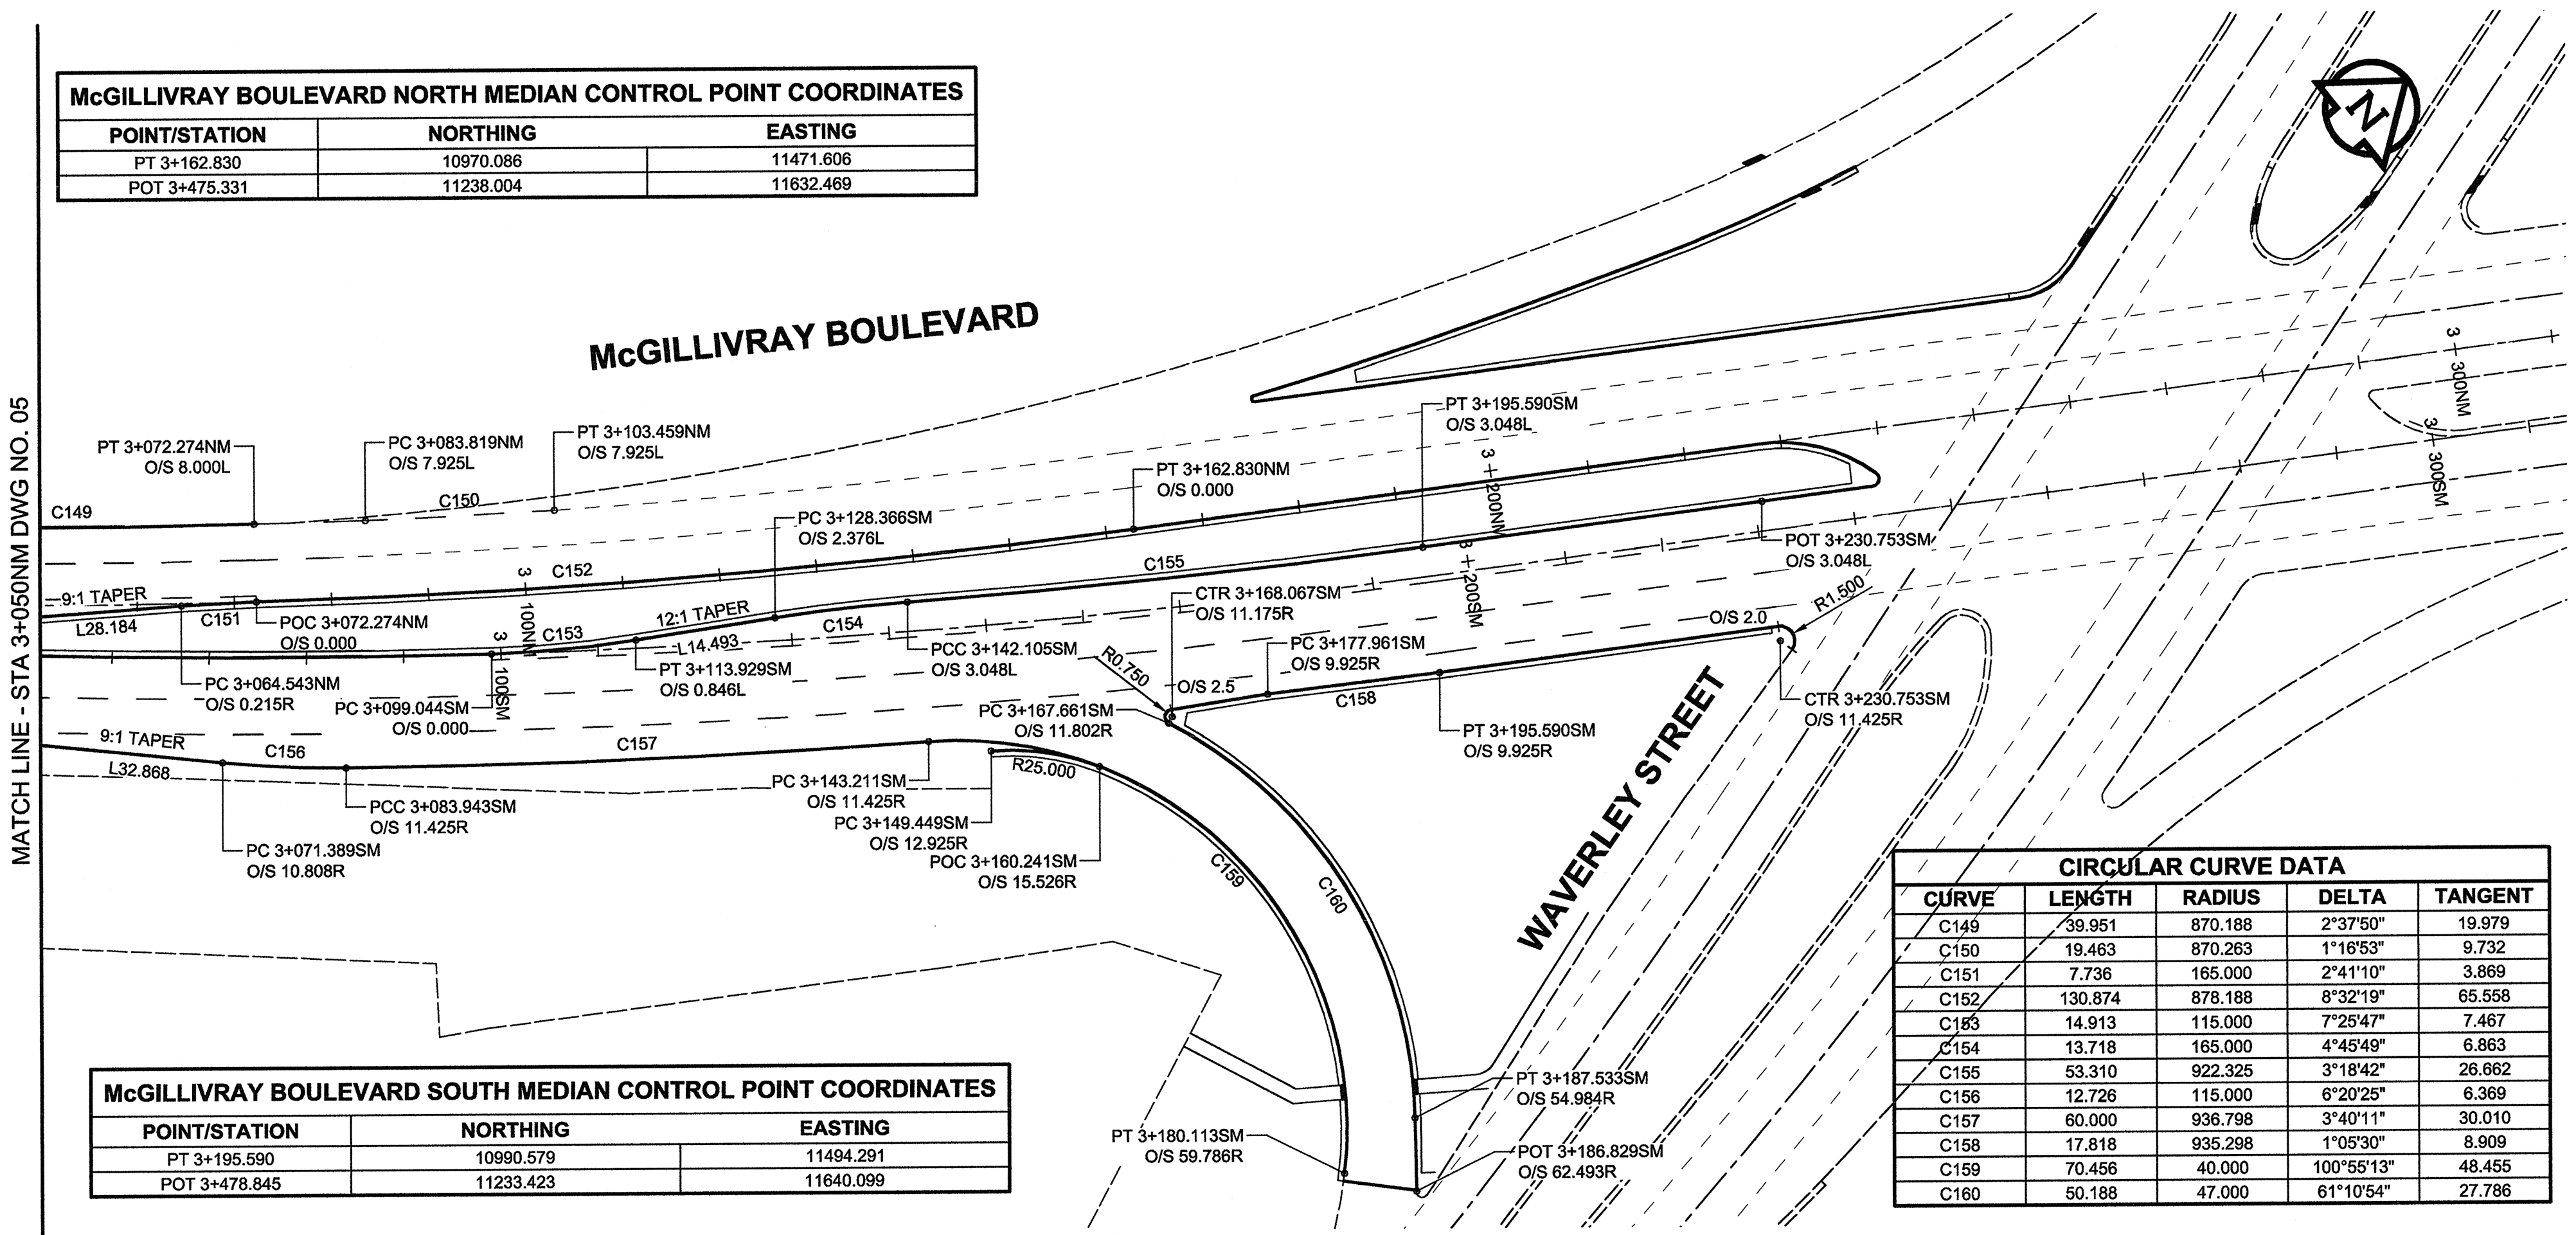 McGILLIVRAY BOULEVARD NORTH MEDIAN CONTROL POINT COORDINATES
POINT/STATION NORTHING EASTING
PT 3+162.830 10970.086 11471.606
POT 3+475.331 11238.004 11632.469
N
McGILLIVRAY BOULEVARD
MATCH LINE - STA 3+050NM DWG NO. 05
PT 3+072.274NM
O/S 8.000L
PC 3+083.819NM
O/S 7.925L
PT 3+103.459NM
O/S 7.925L
C149
C150
PT 3+195.590SM
O/S 3.048L
PT 3+162.830NM
O/S 0.000
3+300NM
3+300SM
3+200NM
3+200SM
PC 3+128.366SM
O/S 2.376L
C152
C155
POT 3+230.753SM
O/S 3.048L
9:1 TAPER
L28.184
C151
POC 3+072.274NM
O/S 0.000
3+100NM
3+100SM
C153
12:1 TAPER
L14.493
C154
CTR 3+168.067SM
O/S 11.175R
O/S 2.0
R1.500
PC 3+064.543NM
O/S 0.215R
PC 3+099.044SM
O/S 0.000
PT 3+113.929SM
O/S 0.846L
PCC 3+142.105SM
O/S 3.048L
R0.750
PC 3+177.961SM
O/S 9.925R
O/S 2.5
C158
PC 3+167.661SM
O/S 11.802R
PT 3+195.590SM
O/S 9.925R
CTR 3+230.753SM
O/S 11.425R
9:1 TAPER
L32.868
C156
C157
R25.000
PC 3+143.211SM
O/S 11.425R
PC 3+149.449SM
O/S 12.925R
POC 3+160.241SM
O/S 15.526R
PCC 3+083.943SM
O/S 11.425R
PC 3+071.389SM
O/S 10.808R
C159
C160
WAVERLEY STREET
PT 3+187.533SM
O/S 54.984R
PT 3+180.113SM
O/S 59.786R
POT 3+186.829SM
O/S 62.493R
McGILLIVRAY BOULEVARD SOUTH MEDIAN CONTROL POINT COORDINATES
POINT/STATION NORTHING EASTING
PT 3+195.590 10990.579 11494.291
POT 3+478.845 11233.423 11640.099
CIRCULAR CURVE DATA
CURVE LENGTH RADIUS DELTA TANGENT
C149 39.951 870.188 2°37'50" 19.979
C150 19.463 870.263 1°16'53" 9.732
C151 7.736 165.000 2°41'10" 3.869
C152 130.874 878.188 8°32'19" 65.558
C153 14.913 115.000 7°25'47" 7.467
C154 13.718 165.000 4°45'49" 6.863
C155 53.310 922.325 3°18'42" 26.662
C156 12.726 115.000 6°20'25" 6.369
C157 60.000 936.798 3°40'11" 30.010
C158 17.818 935.298 1°05'30" 8.909
C159 70.456 40.000 100°55'13" 48.455
C160 50.188 47.000 61°10'54" 27.786